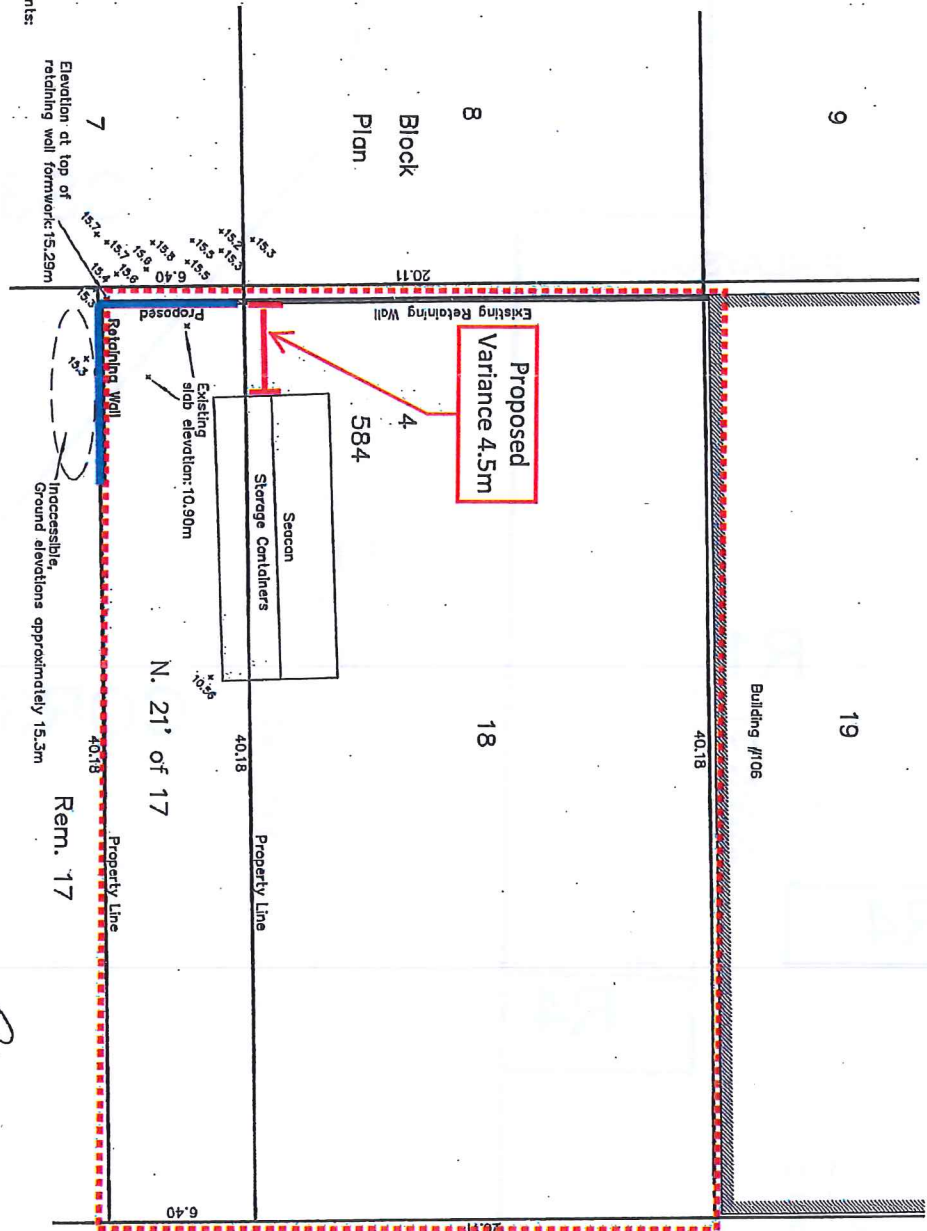 9
19
Building #106
8
Block
Plan
18
4
584
Proposed
Variance 4.5m
20.11
Existing Retaining Wall
40.18
20.11
Seacan
Storage Containers
×15.3
×15.2
×15.3
×15.5
×15.5
×15.8
15.6
×15.7
15.7×
×15.6
15.4
15.3
15.3
6.40
Proposed
Existing
slab elevation: 10.90m
10.56
40.18
Property Line
N. 21' of 17
6.40
7
Elevation at top of
retaining wall formwork: 15.29m
Retaining Wall
Inaccessible,
Ground elevations approximately 15.3m
40.18
Property Line
Rem. 17
nts: